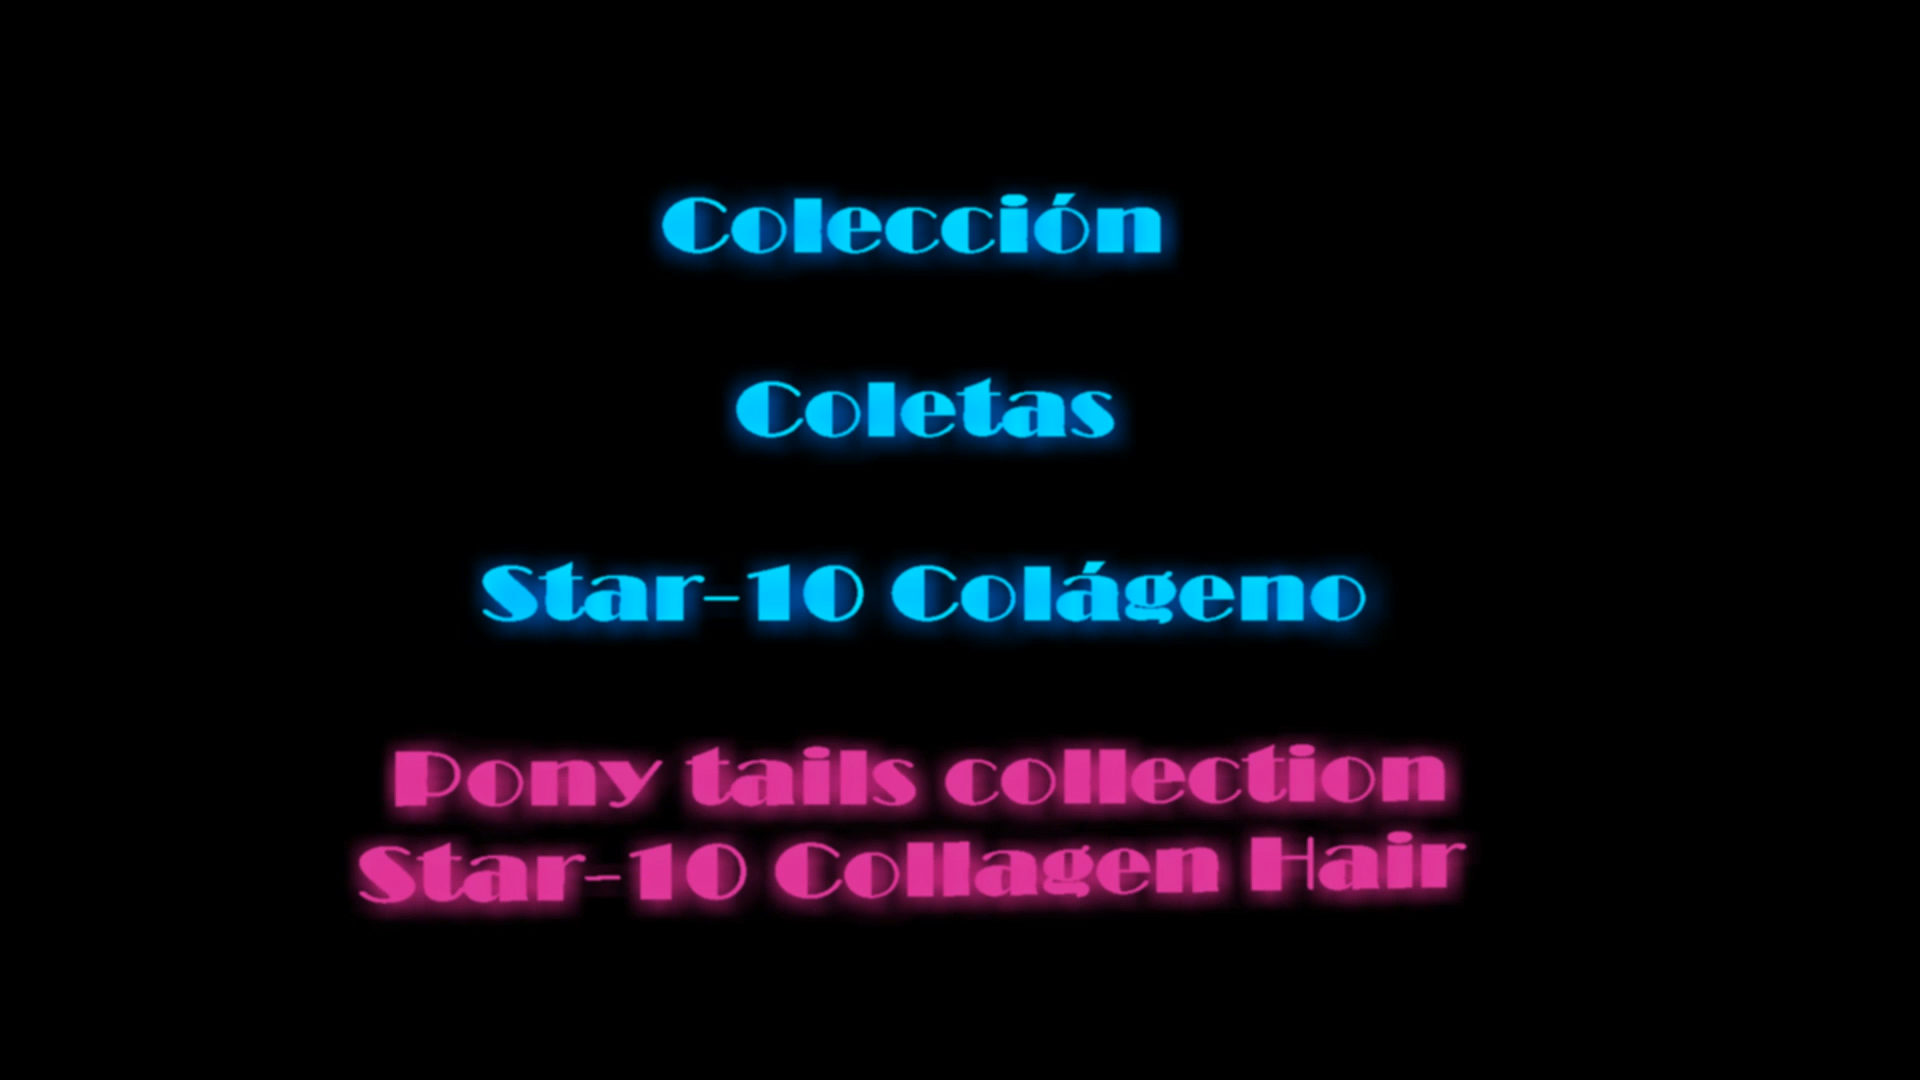 Colección
Coletas
Star-10 Colágeno
Pony tails collection
Star-10 Collagen Hair